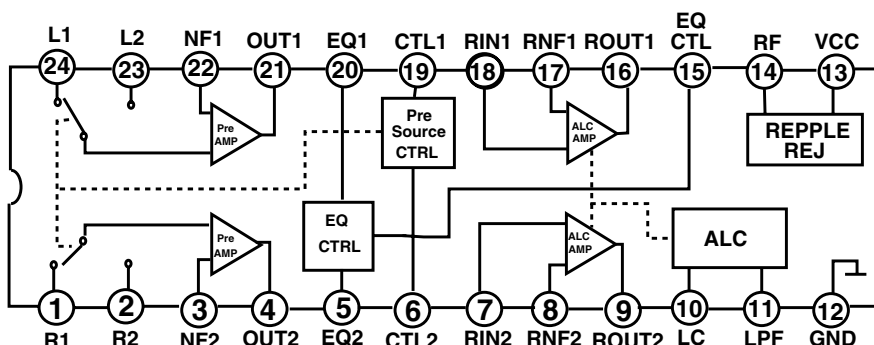 L1 L2 NF1 OUT1 EQ1 CTL1 RIN1 RNF1 ROUT1 EQ CTL RF VCC
24 23 22 21 20 19 18 17 16 15 14 13
Pre AMP
Pre Source CTRL
ALC AMP
REPPLE REJ
Pre AMP
EQ CTRL
ALC AMP
ALC
1 2 3 4 5 6 7 8 9 10 11 12
R1 R2 NF2 OUT2 EQ2 CTL2 RIN2 RNF2 ROUT2 LC LPF GND